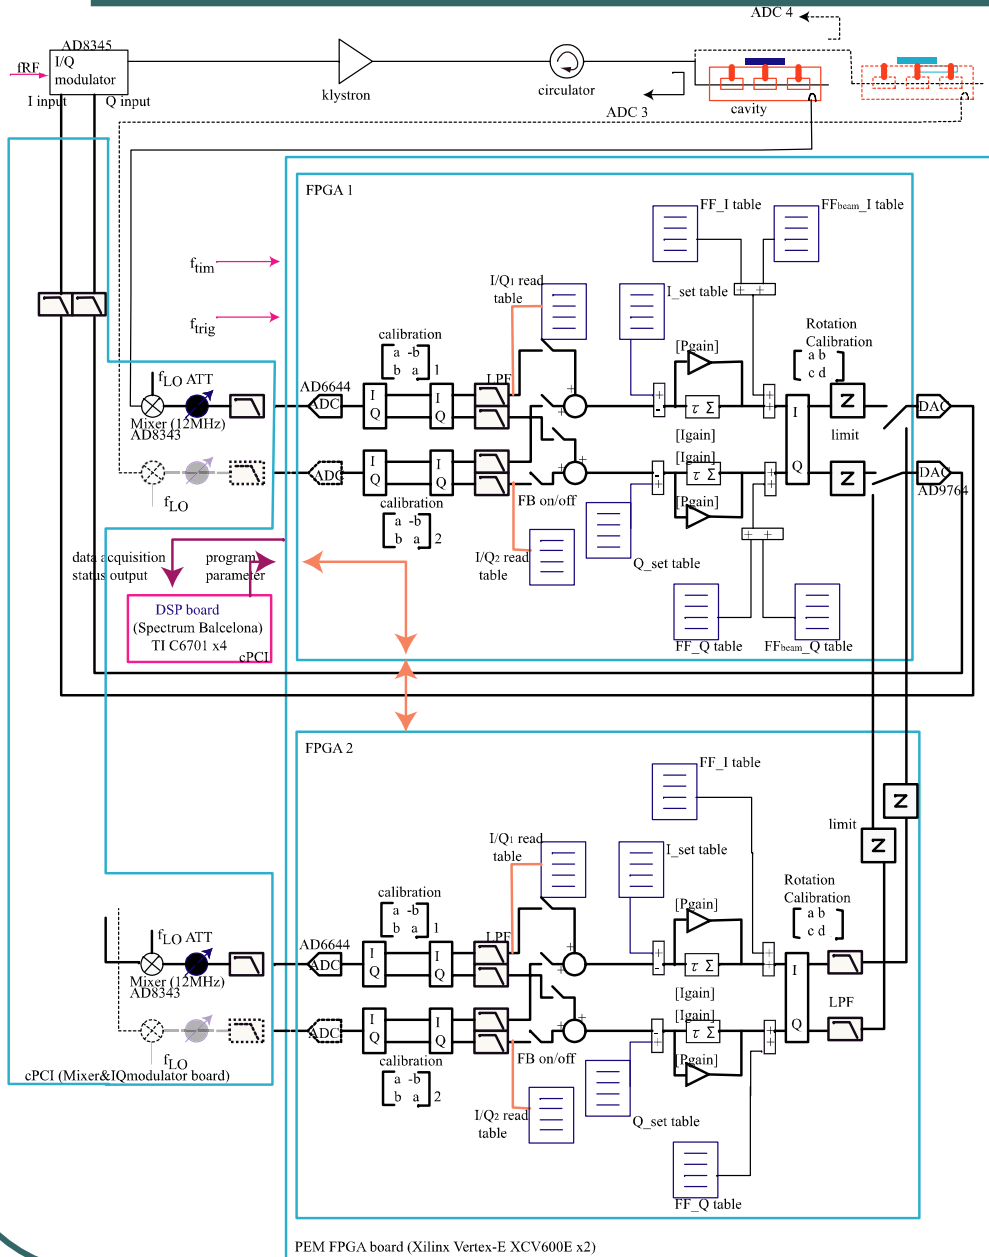 ADC 4
AD8345
fRF
I/Q
modulator
I input
Q input
klystron
circulator
ADC 3
cavity
FPGA 1
FF_I table
FFbeam_I table
ftim
I/Q1 read
table
I_set table
ftrig
calibration
a -b
b a
1
[Pgain]
Rotation
Calibration
a b
c d
fLO ATT
AD6644
LPF
ADC
I
Q
I
Q
+
+
-
τ Σ
+
+
+ +
I
Q
limit
DAC
Mixer (12MHz)
AD8343
[Igain]
[Igain]
ADC
I
Q
I
Q
+
+
+
-
τ Σ
+
+
DAC
AD9764
fLO
FB on/off
[Pgain]
calibration
a -b
b a
2
+ +
data acquisition
status output
program
parameter
I/Q2 read
table
Q_set table
DSP board
(Spectrum Balcelona)
TI C6701 x4
cPCI
FF_Q table
FFbeam_Q table
FPGA 2
FF_I table
I/Q1 read
table
I_set table
limit
calibration
a -b
b a
1
[Pgain]
Rotation
Calibration
a b
c d
fLO ATT
AD6644
LPF
ADC
I
Q
I
Q
+
+
-
τ Σ
+
+
I
Q
Mixer (12MHz)
AD8343
[Igain]
[Igain]
LPF
ADC
I
Q
I
Q
+
+
+
-
τ Σ
+
+
fLO
FB on/off
[Pgain]
cPCI (Mixer&IQmodulator board)
calibration
a -b
b a
2
I/Q2 read
table
Q_set table
FF_Q table
PEM FPGA board (Xilinx Vertex-E XCV600E x2)